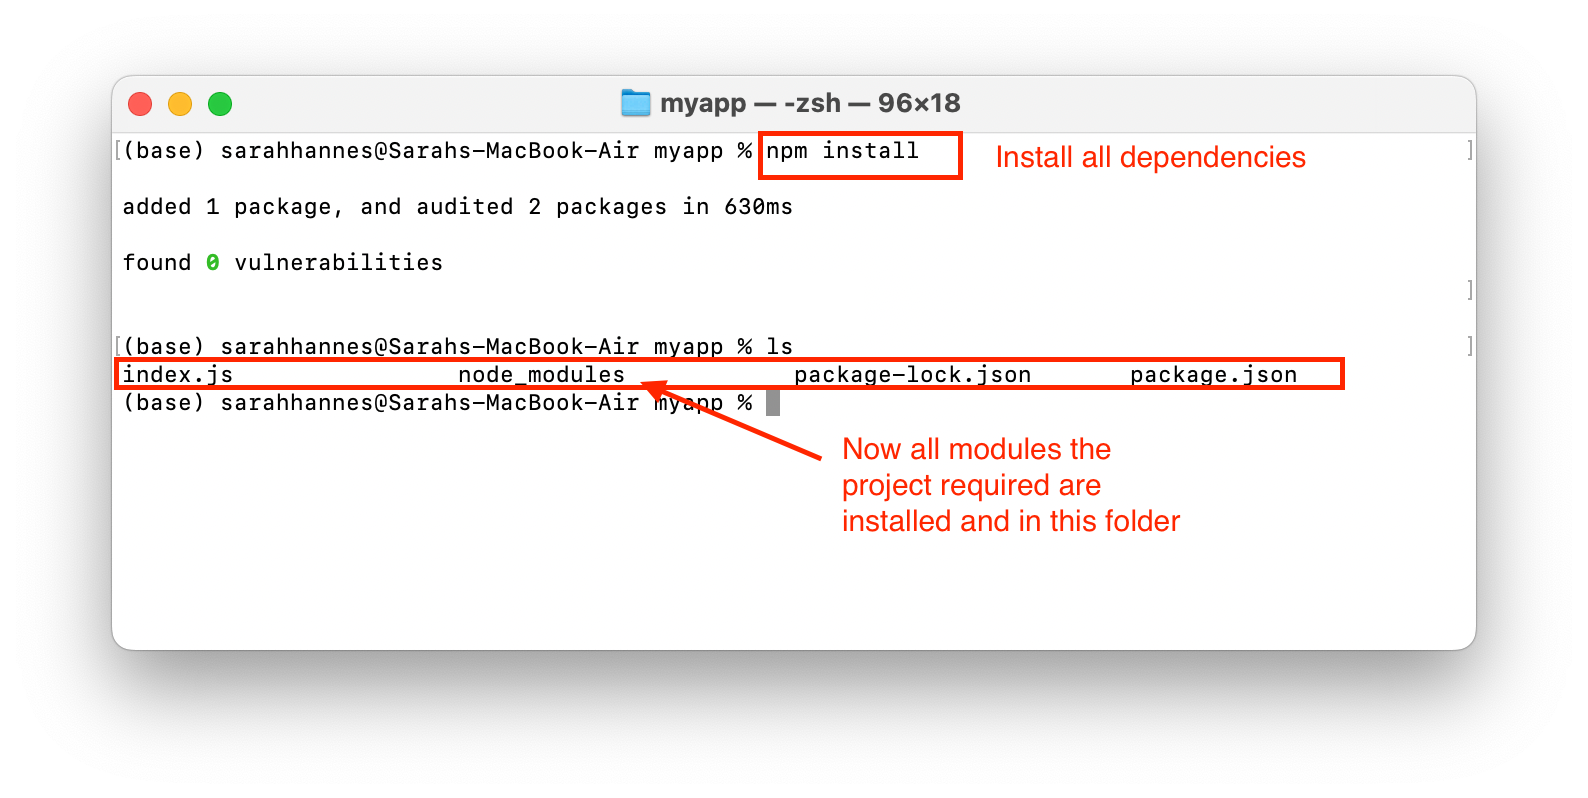 myapp — -zsh — 96×18
[(base) sarahhannes@Sarahs-MacBook-Air myapp % npm install ]
Install all dependencies
added 1 package, and audited 2 packages in 630ms
found 0 vulnerabilities
]
[(base) sarahhannes@Sarahs-MacBook-Air myapp % ls ]
index.js node_modules package-lock.json package.json
(base) sarahhannes@Sarahs-MacBook-Air myapp %
Now all modules the
project required are
installed and in this folder